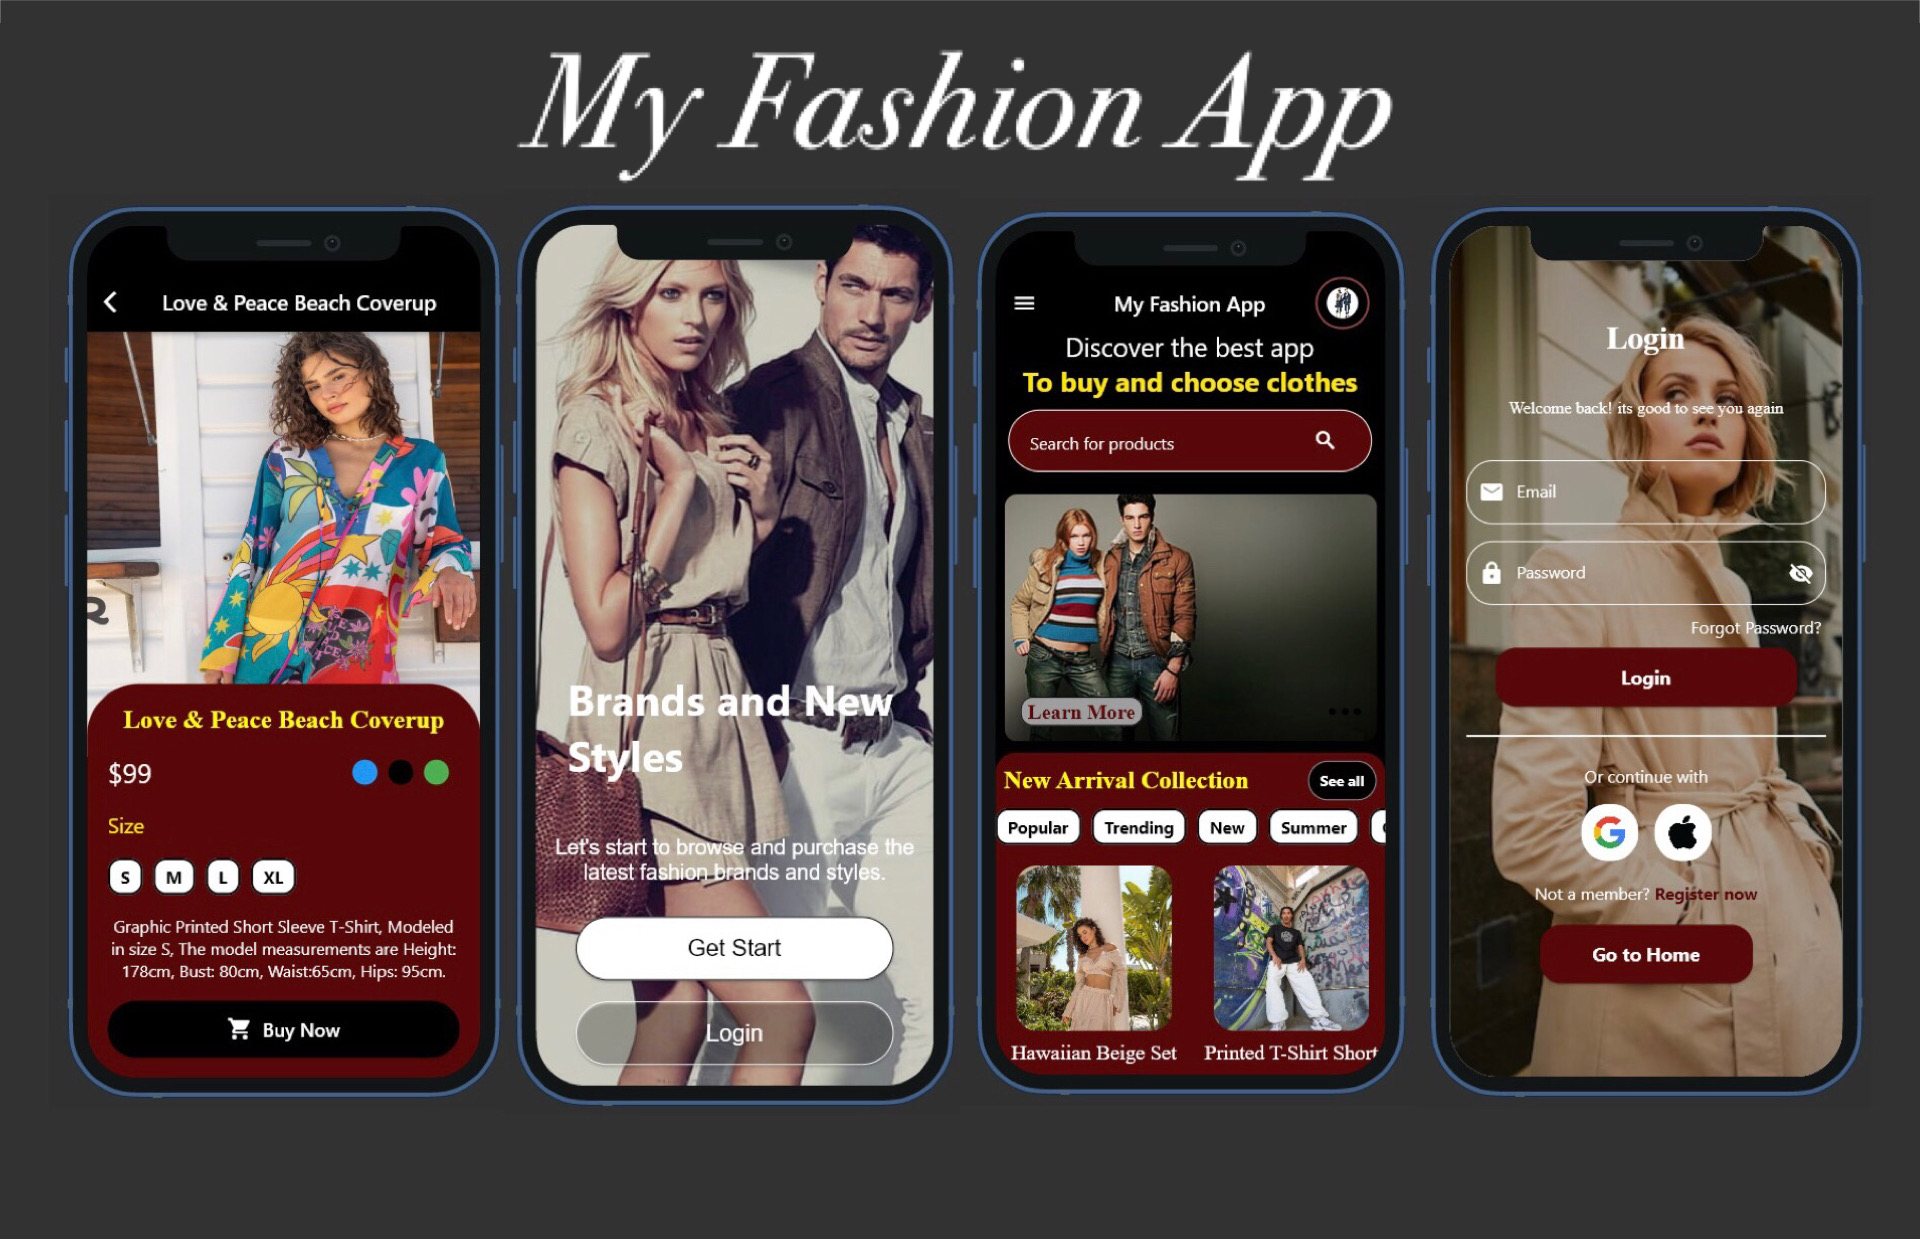 My Fashion App
Love & Peace Beach Coverup
Love & Peace Beach Coverup
$99
Size
S M L XL
Graphic Printed Short Sleeve T-Shirt, Modeled
in size S, The model measurements are Height:
178cm, Bust: 80cm, Waist:65cm, Hips: 95cm.
Buy Now
Brands and New
Styles
Let's start to browse and purchase the
latest fashion brands and styles.
Get Start
Login
My Fashion App
Discover the best app
To buy and choose clothes
Search for products
Learn More
New Arrival Collection See all
Popular Trending New Summer
Hawaiian Beige Set Printed T-Shirt Short
Login
Welcome back! its good to see you again
Email
Password
Forgot Password?
Login
Or continue with
Not a member? Register now
Go to Home